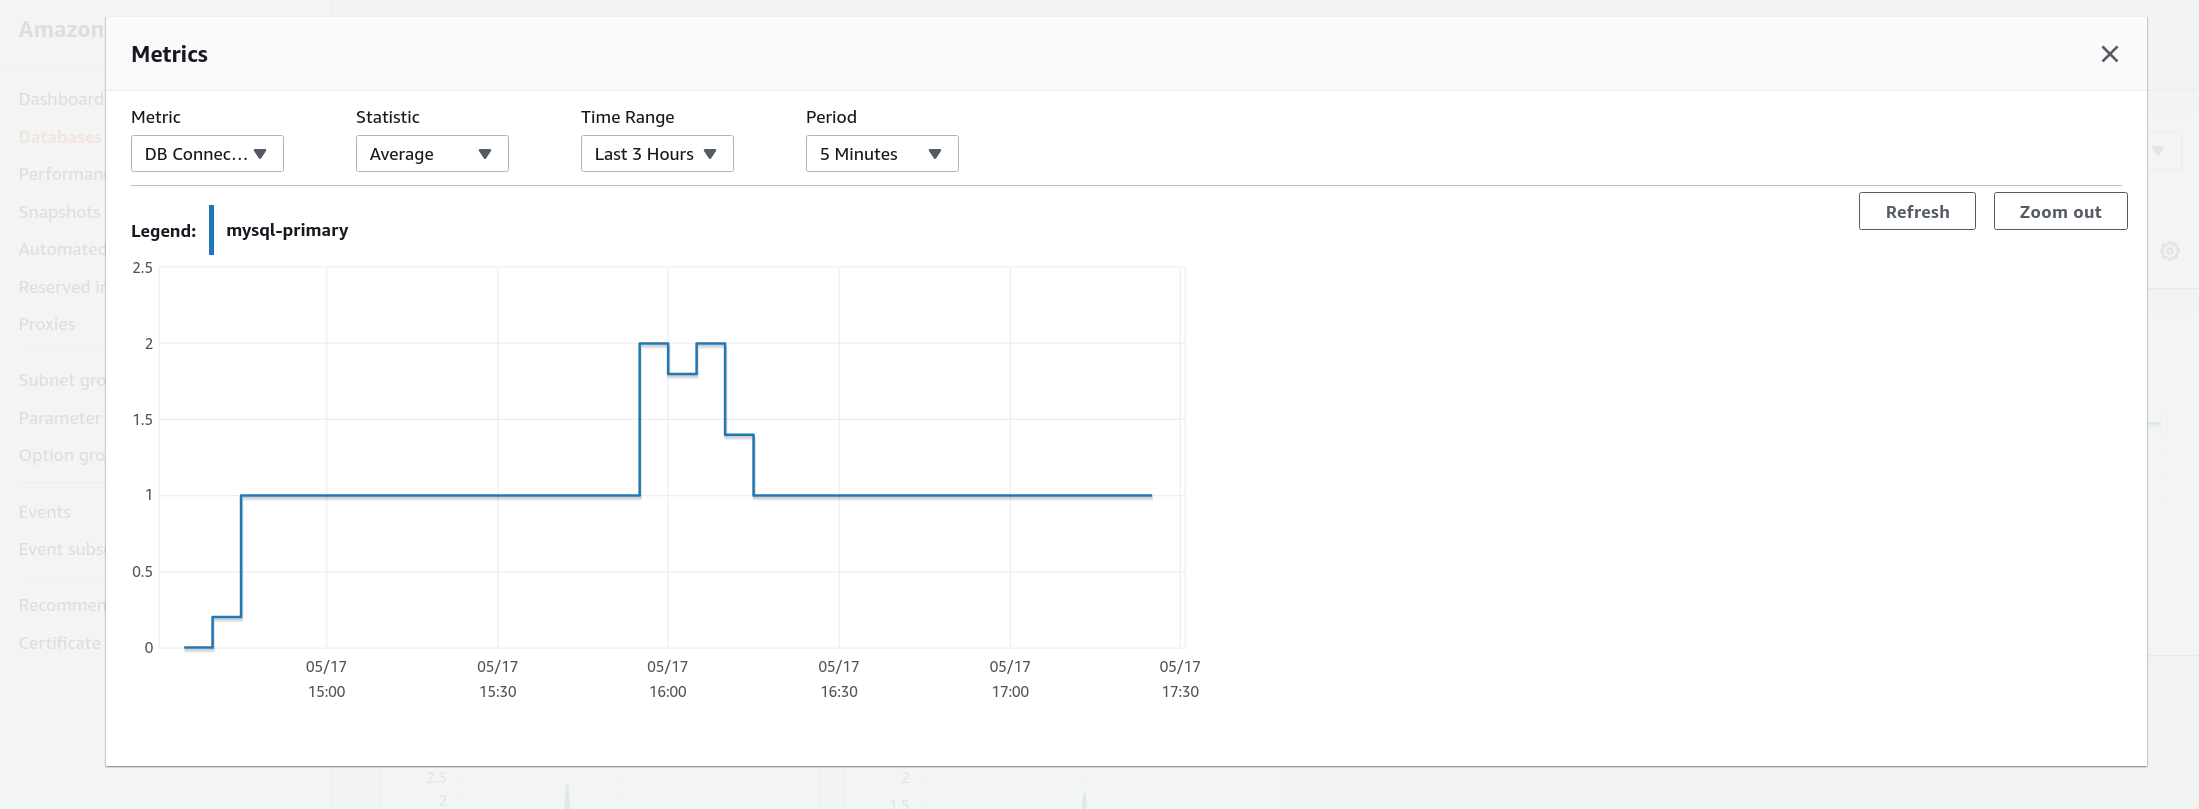 Amazon
Metrics
Dashboard
Databases
Performan
Snapshots
Automated
Reserved in
Proxies
Subnet gro
Parameter
Option gro
Events
Event subs
Recommen
Certificate
Metric
Statistic
Time Range
Period
DB Connec...
Average
Last 3 Hours
5 Minutes
Refresh
Zoom out
Legend:
mysql-primary
2.5
2
1.5
1
0.5
0
05/17 15:00
05/17 15:30
05/17 16:00
05/17 16:30
05/17 17:00
05/17 17:30
2.5
2
2
1.5